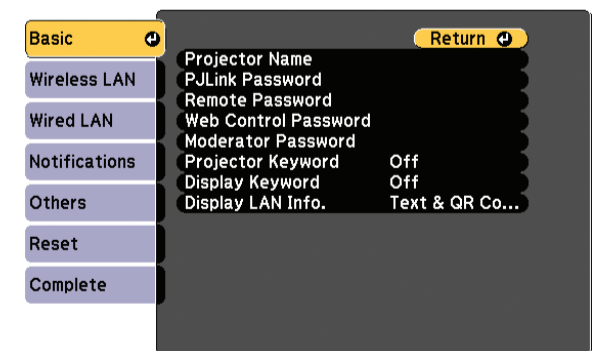 Basic
Wireless LAN
Wired LAN
Notifications
Others
Reset
Complete
Return
Projector Name
PJLink Password
Remote Password
Web Control Password
Moderator Password
Projector Keyword Off
Display Keyword Off
Display LAN Info. Text & QR Co...